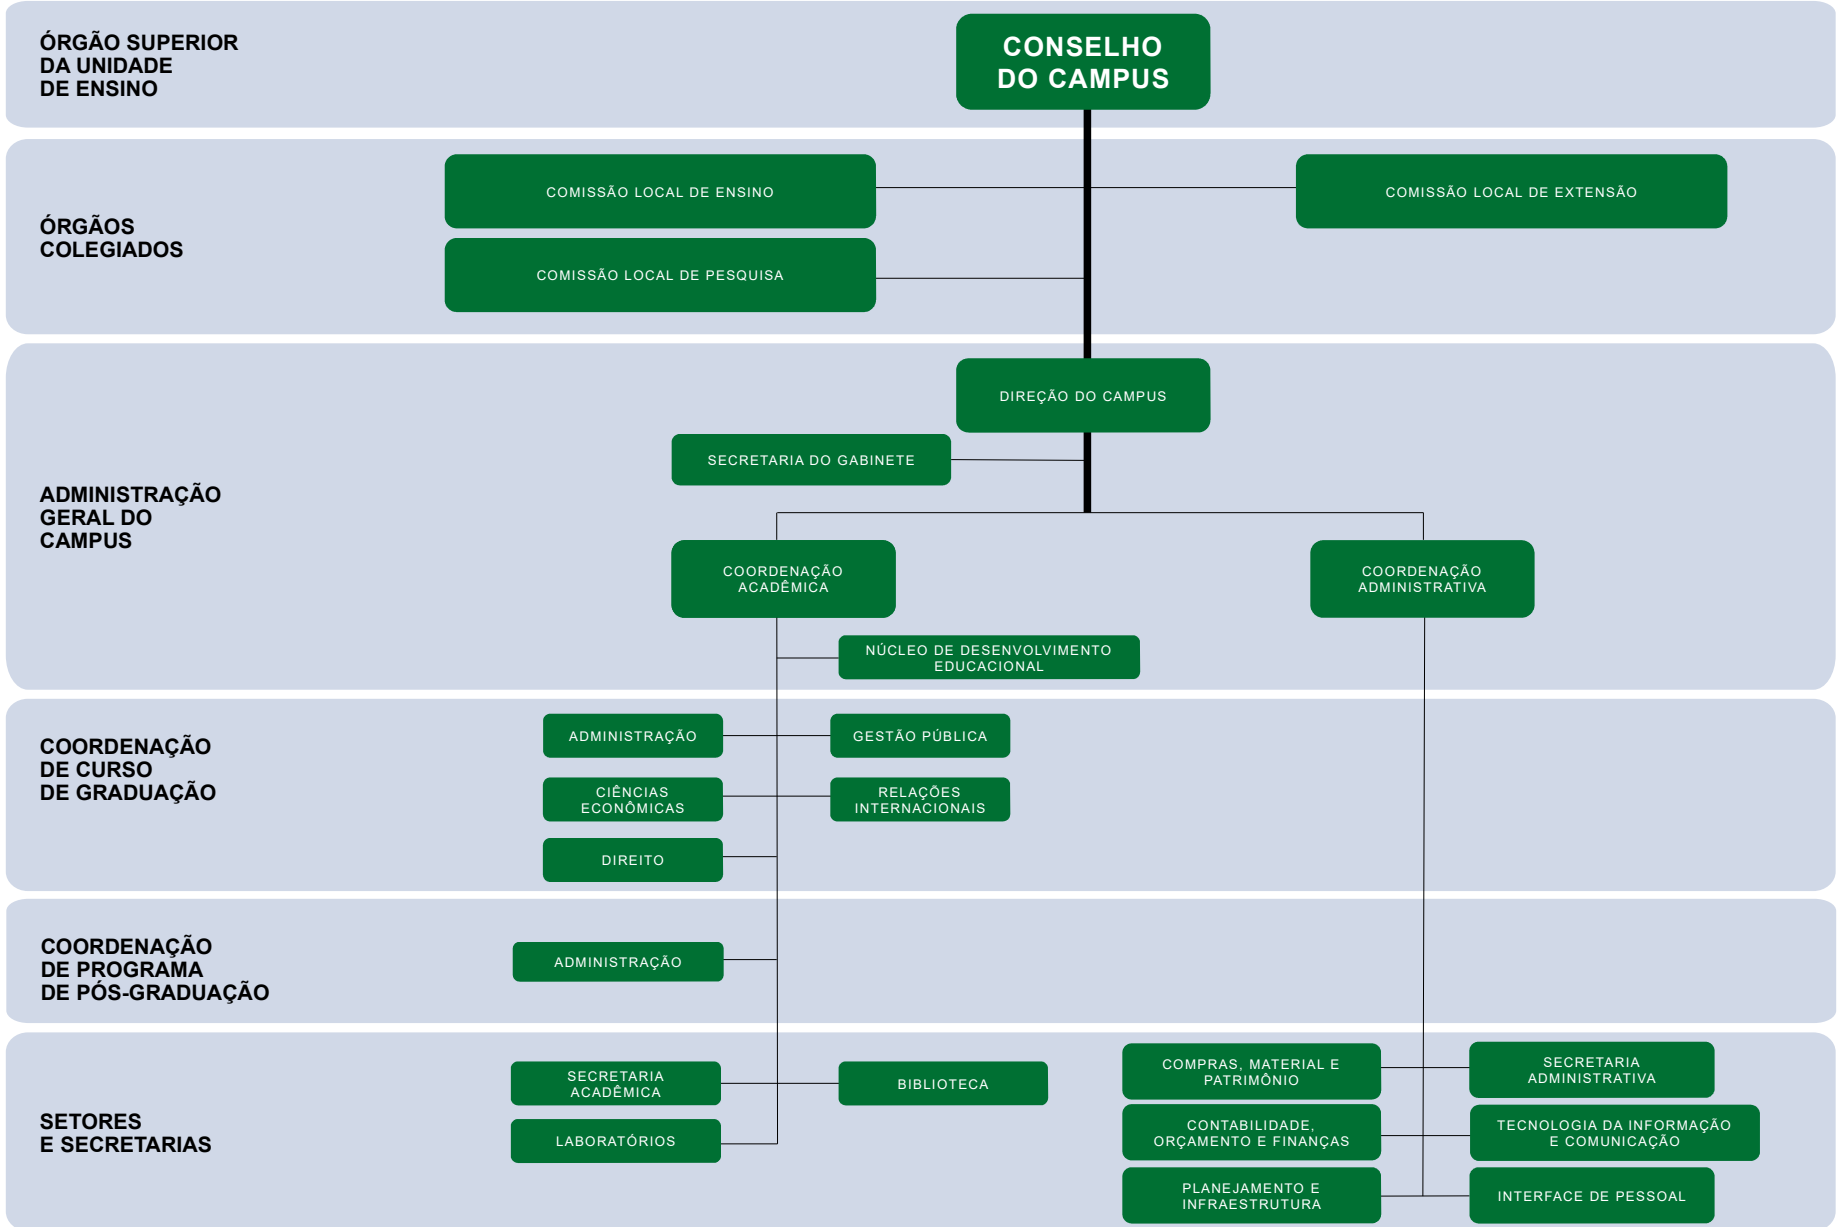 ÓRGÃO SUPERIOR
DA UNIDADE
DE ENSINO
CONSELHO
DO CAMPUS
ÓRGÃOS
COLEGIADOS
COMISSÃO LOCAL DE ENSINO
COMISSÃO LOCAL DE EXTENSÃO
COMISSÃO LOCAL DE PESQUISA
ADMINISTRAÇÃO
GERAL DO
CAMPUS
DIREÇÃO DO CAMPUS
SECRETARIA DO GABINETE
COORDENAÇÃO
ACADÊMICA
COORDENAÇÃO
ADMINISTRATIVA
NÚCLEO DE DESENVOLVIMENTO
EDUCACIONAL
COORDENAÇÃO
DE CURSO
DE GRADUAÇÃO
ADMINISTRAÇÃO
GESTÃO PÚBLICA
CIÊNCIAS
ECONÔMICAS
RELAÇÕES
INTERNACIONAIS
DIREITO
COORDENAÇÃO
DE PROGRAMA
DE PÓS-GRADUAÇÃO
ADMINISTRAÇÃO
SETORES
E SECRETARIAS
SECRETARIA
ACADÊMICA
BIBLIOTECA
LABORATÓRIOS
COMPRAS, MATERIAL E
PATRIMÔNIO
SECRETARIA
ADMINISTRATIVA
CONTABILIDADE,
ORÇAMENTO E FINANÇAS
TECNOLOGIA DA INFORMAÇÃO
E COMUNICAÇÃO
PLANEJAMENTO E
INFRAESTRUTURA
INTERFACE DE PESSOAL